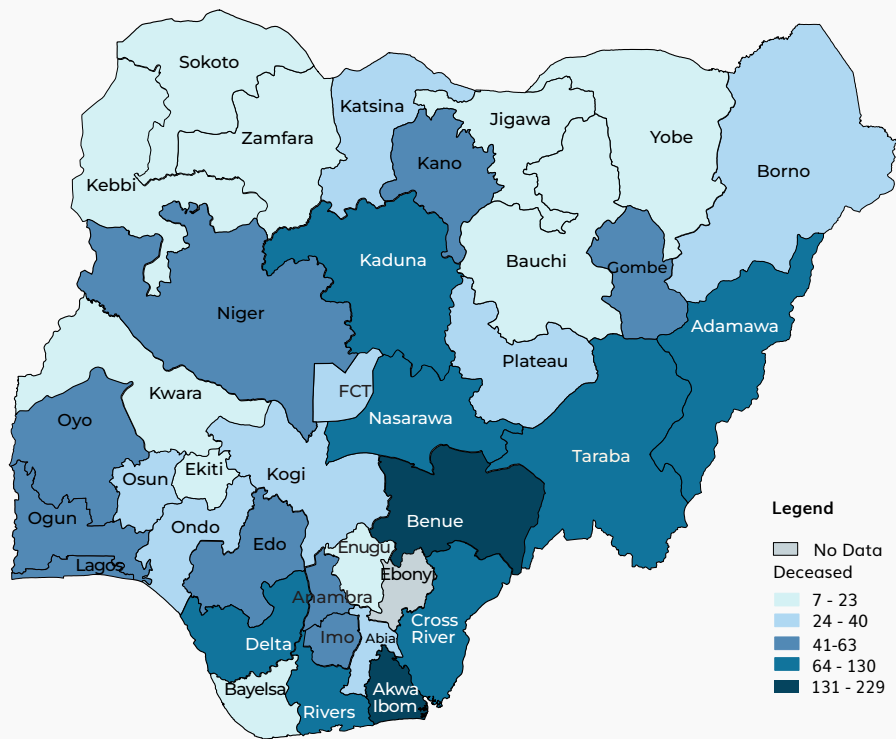 Sokoto
Katsina
Jigawa
Zamfara
Yobe
Kano
Borno
Kebbi
Kaduna
Bauchi
Gombe
Niger
Adamawa
Plateau
FCT
Kwara
Oyo
Nasarawa
Taraba
Ekiti
Osun
Kogi
Ogun
Ondo
Benue
Edo
Enugu
Lagos
Ebonyi
Anambra
Cross
River
Delta
Imo
Abia
Bayelsa
Akwa
Ibom
Rivers
Legend
No Data
Deceased
7 - 23
24 - 40
41-63
64 - 130
131 - 229